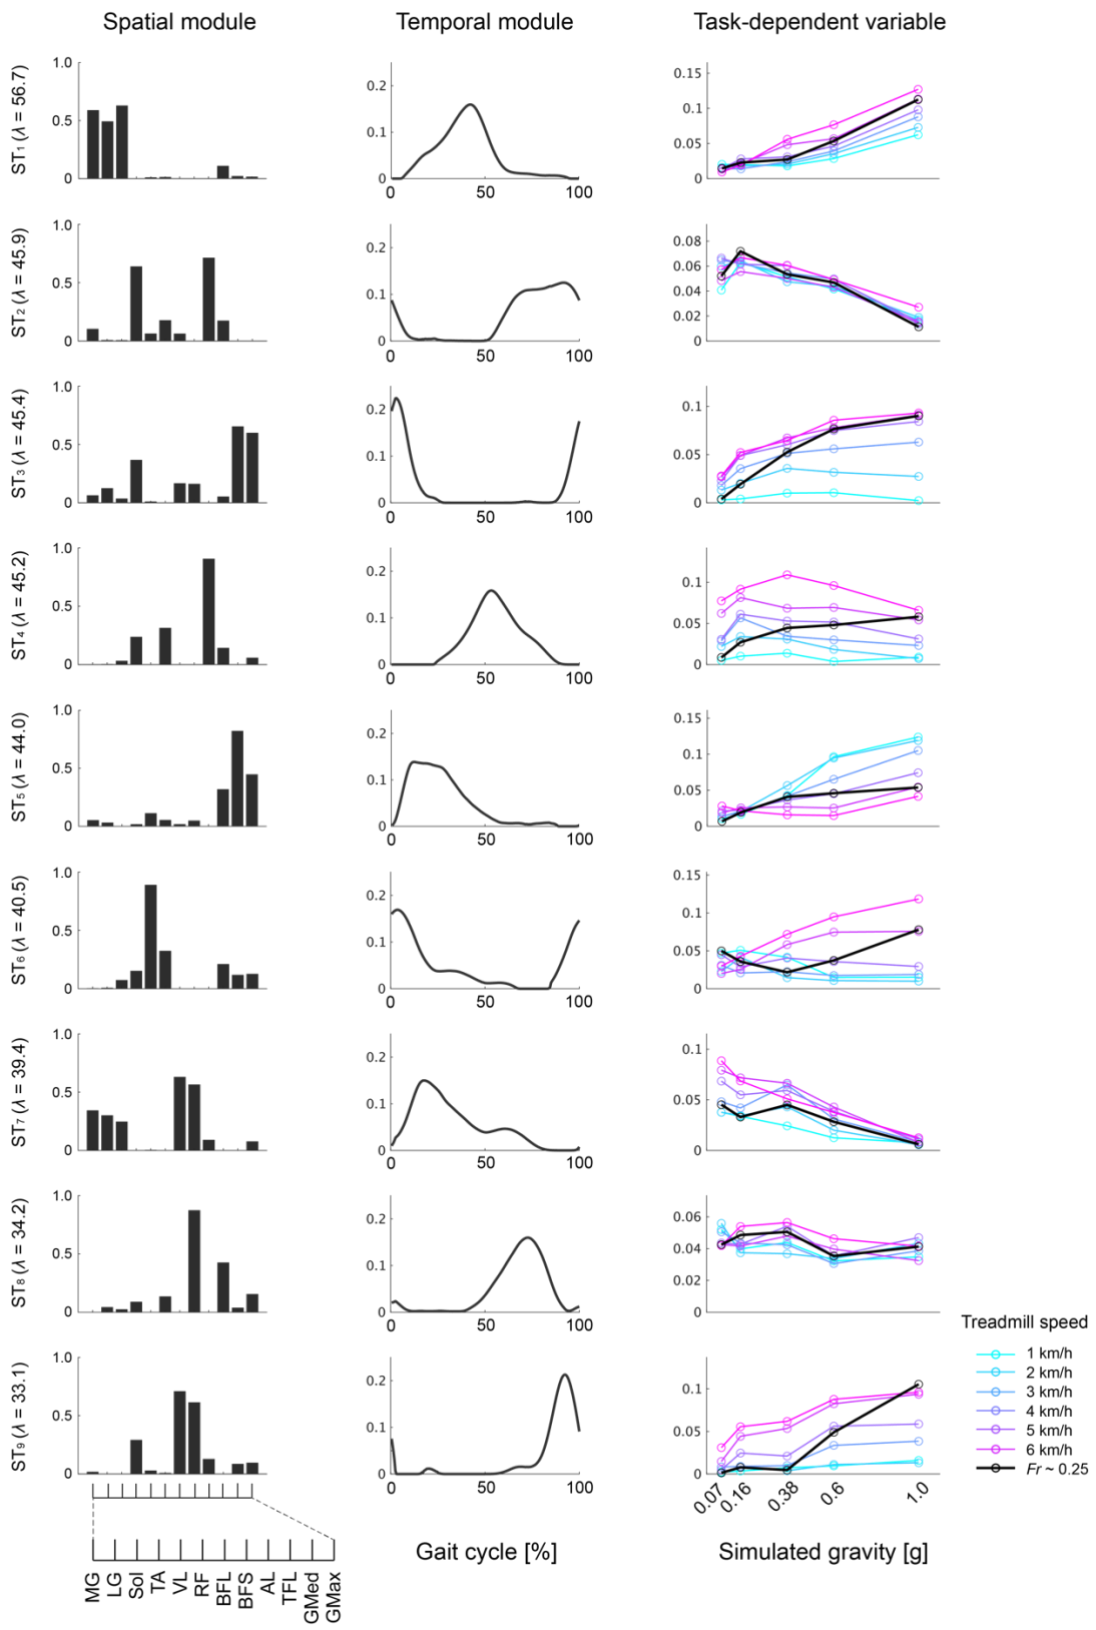 Spatial module Temporal module Task-dependent variable
ST1 (λ = 56.7)
1.0 0.5 0
0.2 0.1 0
0 50 100
0.15 0.1 0.05 0
ST2 (λ = 45.9)
1.0 0.5 0
0.2 0.1 0
0 50 100
0.08 0.06 0.04 0.02 0
ST3 (λ = 45.4)
1.0 0.5 0
0.2 0.1 0
0 50 100
0.1 0.05 0
ST4 (λ = 45.2)
1.0 0.5 0
0.2 0.1 0
0 50 100
0.1 0.05 0
ST5 (λ = 44.0)
1.0 0.5 0
0.2 0.1 0
0 50 100
0.15 0.1 0.05 0
ST6 (λ = 40.5)
1.0 0.5 0
0.2 0.1 0
0 50 100
0.15 0.1 0.05 0
ST7 (λ = 39.4)
1.0 0.5 0
0.2 0.1 0
0 50 100
0.1 0.05 0
ST8 (λ = 34.2)
1.0 0.5 0
0.2 0.1 0
0 50 100
0.06 0.04 0.02 0
ST9 (λ = 33.1)
1.0 0.5 0
0.2 0.1 0
0 50 100
0.1 0.05 0
0.07 0.16 0.38 0.6 1.0
Treadmill speed
1 km/h
2 km/h
3 km/h
4 km/h
5 km/h
6 km/h
Fr ~ 0.25
Gait cycle [%] Simulated gravity [g]
MG LG Sol TA VL RF BFL BFS AL TFL GMed GMax